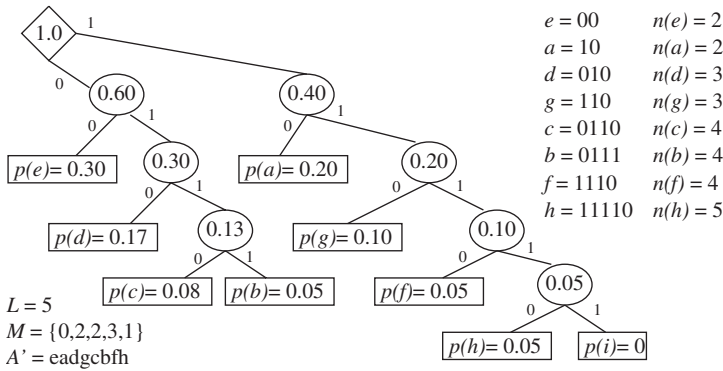 1.0
1
0
0.60
0.40
0
1
0
1
p(e)= 0.30
0.30
p(a)= 0.20
0.20
0
1
0
1
p(d)= 0.17
0.13
p(g)= 0.10
0.10
0
1
0
1
p(c)= 0.08
p(b)= 0.05
p(f)= 0.05
0.05
0
1
p(h)= 0.05
p(i)= 0
e = 00 n(e) = 2
a = 10 n(a) = 2
d = 010 n(d) = 3
g = 110 n(g) = 3
c = 0110 n(c) = 4
b = 0111 n(b) = 4
f = 1110 n(f) = 4
h = 11110 n(h) = 5
L = 5
M = {0,2,2,3,1}
A’ = eadgcbfh